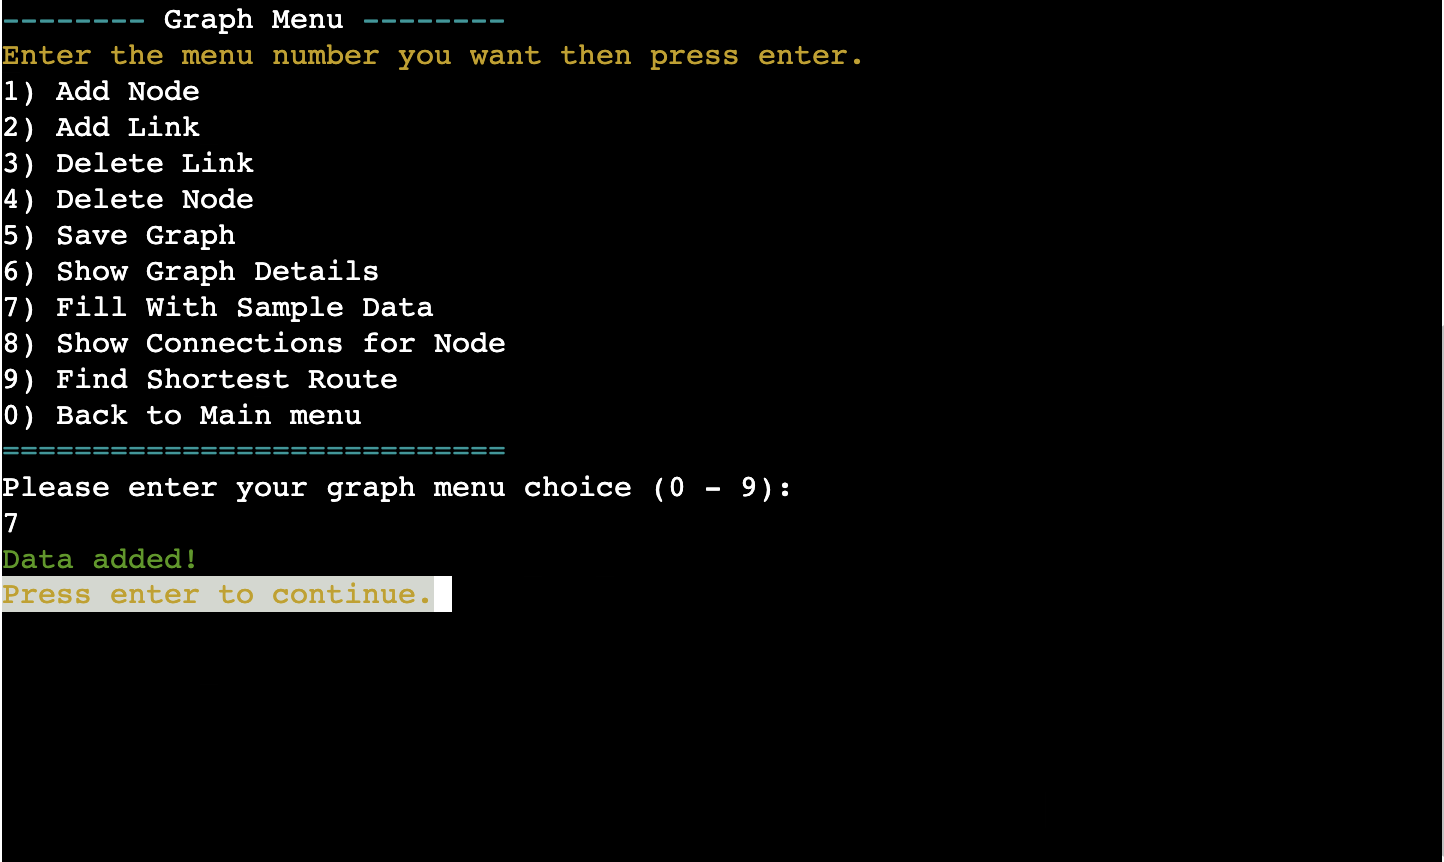 -------- Graph Menu --------
Enter the menu number you want then press enter.
1) Add Node
2) Add Link
3) Delete Link
4) Delete Node
5) Save Graph
6) Show Graph Details
7) Fill With Sample Data
8) Show Connections for Node
9) Find Shortest Route
0) Back to Main menu
============================
Please enter your graph menu choice (0 - 9):
7
Data added!
Press enter to continue.